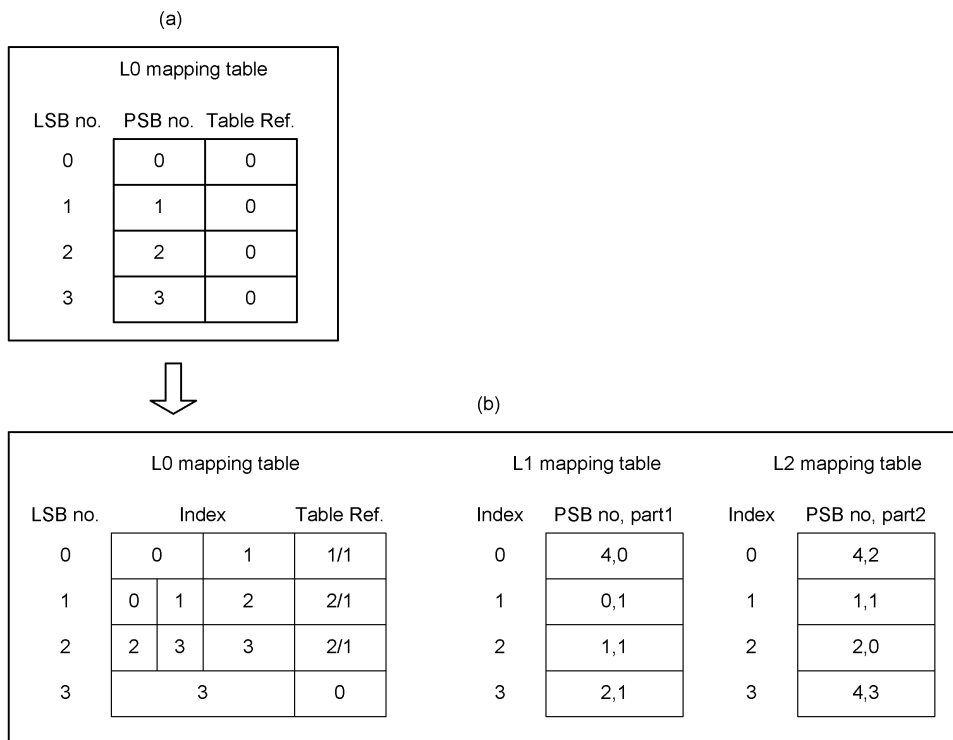 (a)
L0 mapping table
LSB no. PSB no. Table Ref.
0 0 0
1 1 0
2 2 0
3 3 0
(b)
L0 mapping table L1 mapping table L2 mapping table
LSB no. Index Table Ref. Index PSB no, part1 Index PSB no, part2
0 0 1 1/1 0 4,0 0 4,2
1 0 1 2 2/1 1 0,1 1 1,1
2 2 3 3 2/1 2 1,1 2 2,0
3 3 0 3 2,1 3 4,3